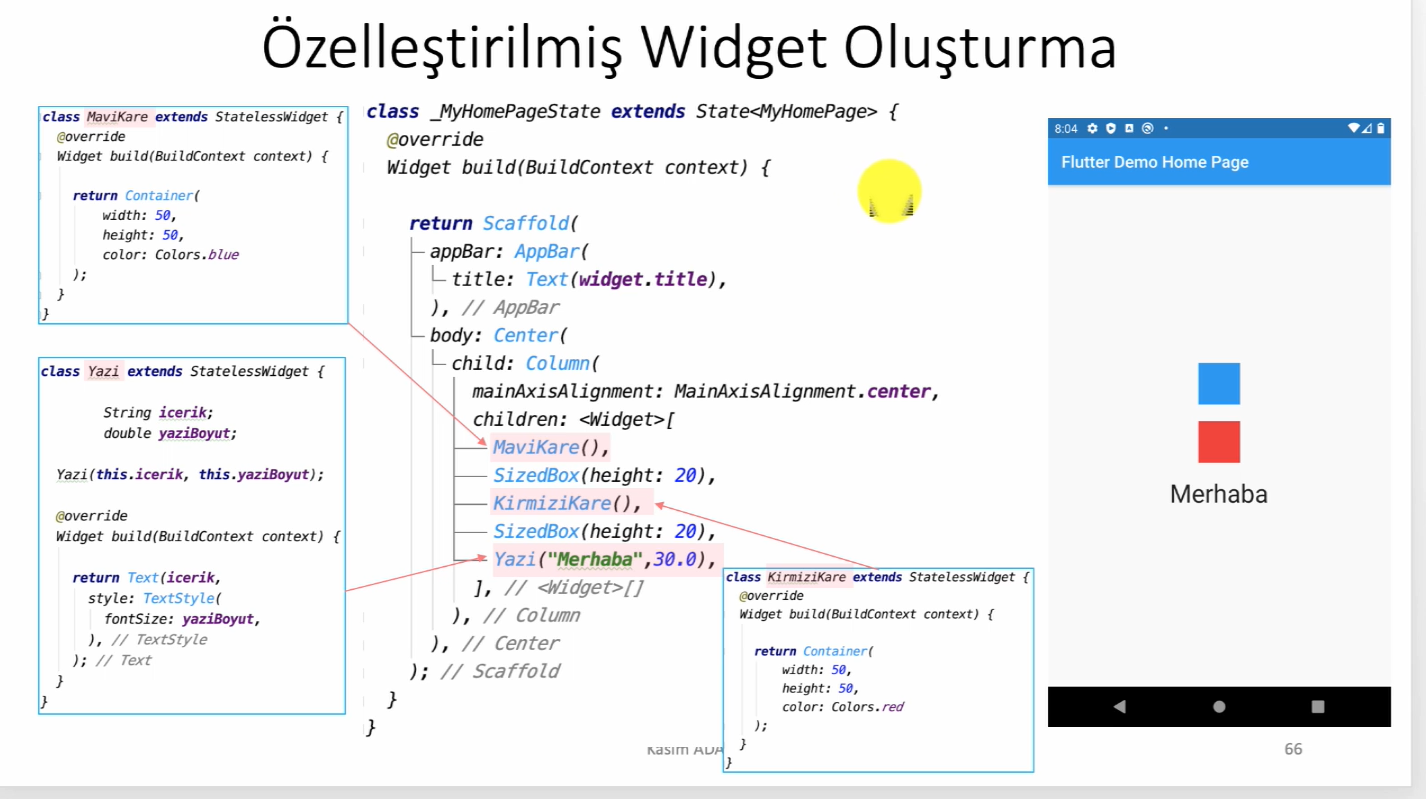 Özelleştirilmiş Widget Oluşturma
class MaviKare extends StatelessWidget {
@override
Widget build(BuildContext context) {
return Container(
width: 50,
height: 50,
color: Colors.blue
);
}
}
class Yazi extends StatelessWidget {
String icerik;
double yaziBoyut;
Yazi(this.icerik, this.yaziBoyut);
@override
Widget build(BuildContext context) {
return Text(icerik,
style: TextStyle(
fontSize: yaziBoyut,
), // TextStyle
); // Text
}
}
class _MyHomePageState extends State<MyHomePage> {
@override
Widget build(BuildContext context) {
return Scaffold(
appBar: AppBar(
title: Text(widget.title),
), // AppBar
body: Center(
child: Column(
mainAxisAlignment: MainAxisAlignment.center,
children: <Widget>[
MaviKare(),
SizedBox(height: 20),
KirmiziKare(),
SizedBox(height: 20),
Yazi("Merhaba",30.0),
], // <Widget>[]
), // Column
), // Center
); // Scaffold
}
}
class KirmiziKare extends StatelessWidget {
@override
Widget build(BuildContext context) {
return Container(
width: 50,
height: 50,
color: Colors.red
);
}
}
8:04
Flutter Demo Home Page
Merhaba
Kasım
66